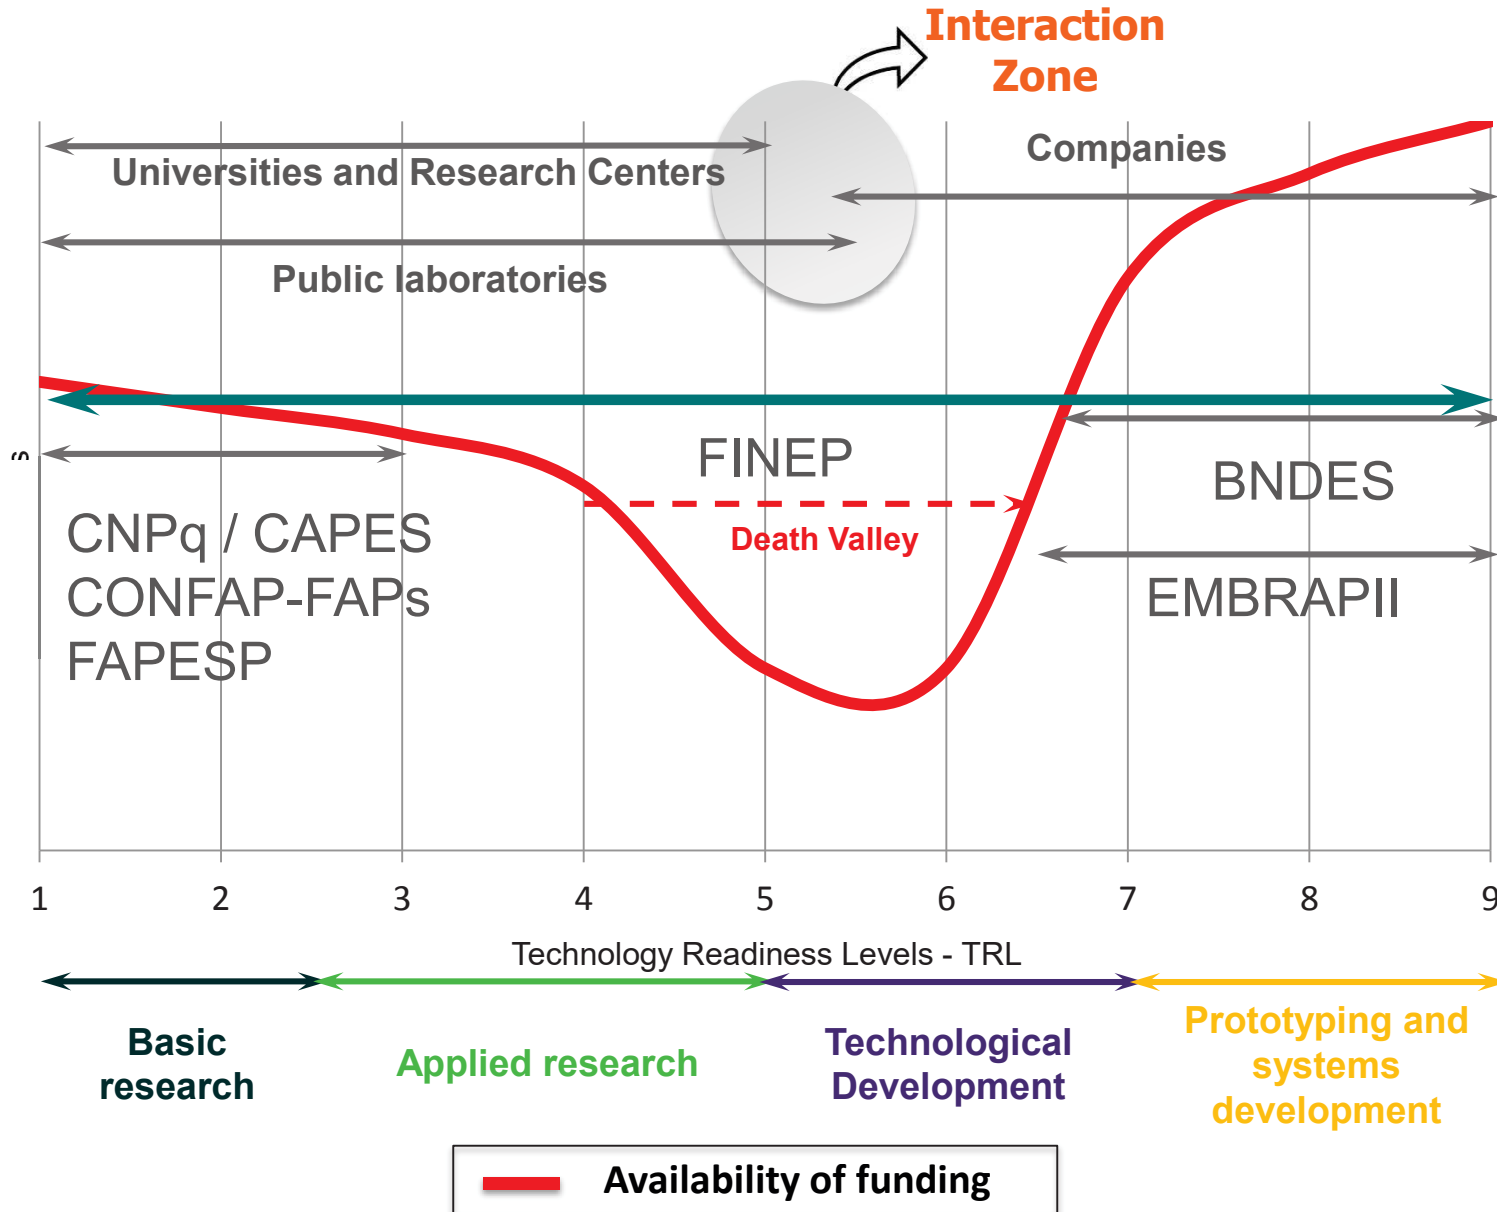 Interaction
Zone
Companies
Universities and Research Centers
Public laboratories
FINEP
BNDES
CNPq / CAPES
CONFAP-FAPs
FAPESP
Death Valley
EMBRAPII
1 2 3 4 5 6 7 8 9
Technology Readiness Levels - TRL
Basic
research
Applied research
Technological
Development
Prototyping and
systems
development
Availability of funding